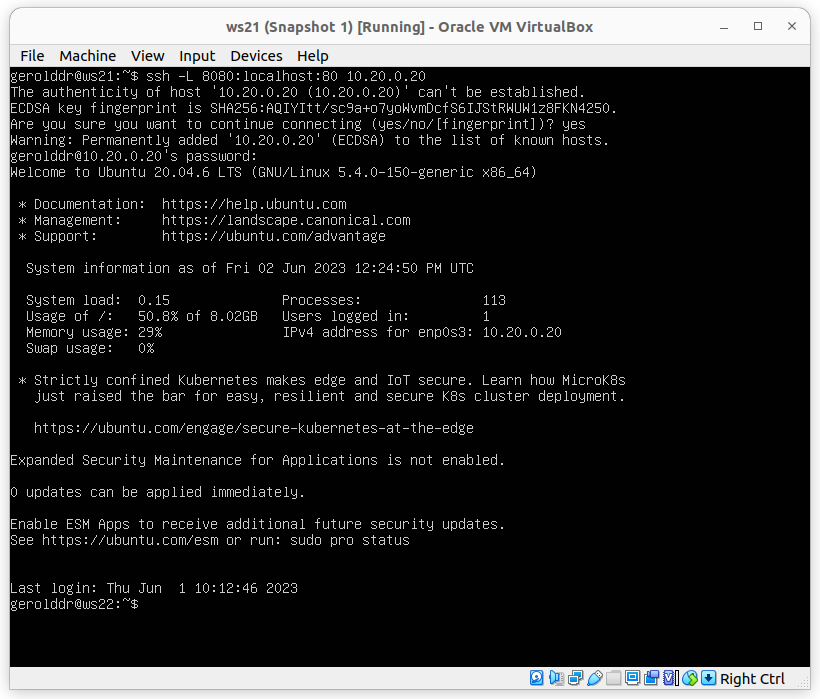 ws21 (Snapshot 1) [Running] - Oracle VM VirtualBox
File Machine View Input Devices Help
gerolddr@ws21:~$ ssh -L 8080:localhost:80 10.20.0.20
The authenticity of host '10.20.0.20 (10.20.0.20)' can't be established.
ECDSA key fingerprint is SHA256:AQIYItt/sc9a+o7yoWvmDcfS6IJStRWUW1z8FKN4250.
Are you sure you want to continue connecting (yes/no/[fingerprint])? yes
Warning: Permanently added '10.20.0.20' (ECDSA) to the list of known hosts.
gerolddr@10.20.0.20's password:
Welcome to Ubuntu 20.04.6 LTS (GNU/Linux 5.4.0-150-generic x86_64)
* Documentation: https://help.ubuntu.com
* Management: https://landscape.canonical.com
* Support: https://ubuntu.com/advantage
System information as of Fri 02 Jun 2023 12:24:50 PM UTC
System load: 0.15 Processes: 113
Usage of /: 50.8% of 8.02GB Users logged in: 1
Memory usage: 29% IPv4 address for enp0s3: 10.20.0.20
Swap usage: 0%
* Strictly confined Kubernetes makes edge and IoT secure. Learn how MicroK8s
just raised the bar for easy, resilient and secure K8s cluster deployment.
https://ubuntu.com/engage/secure-kubernetes-at-the-edge
Expanded Security Maintenance for Applications is not enabled.
0 updates can be applied immediately.
Enable ESM Apps to receive additional future security updates.
See https://ubuntu.com/esm or run: sudo pro status
Last login: Thu Jun 1 10:12:46 2023
gerolddr@ws22:~$
Right Ctrl